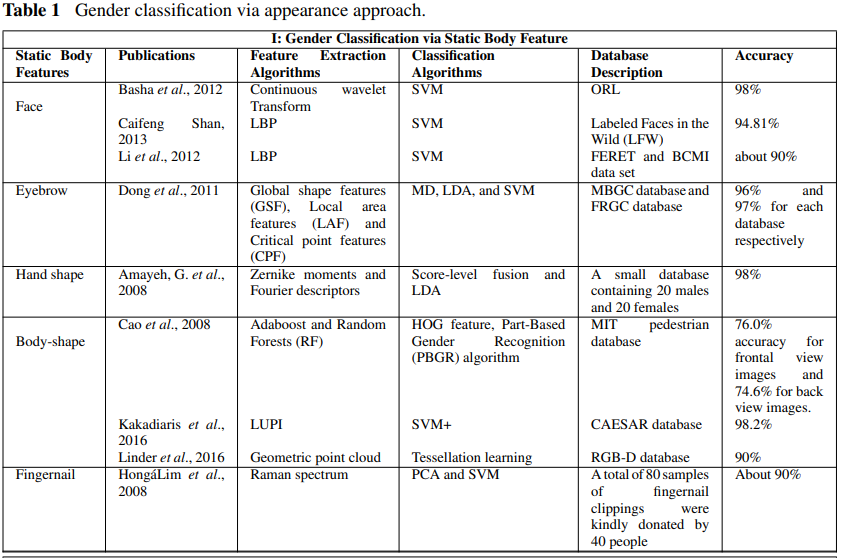 Table 1 Gender classification via appearance approach.
I: Gender Classification via Static Body Feature
Static Body Features
Publications
Feature Extraction Algorithms
Classification Algorithms
Database Description
Accuracy
Face
Basha et al., 2012
Continuous wavelet
Transform
SVM
ORL
98%
Caifeng Shan,
2013
LBP
SVM
Labeled Faces in the
Wild (LFW)
94.81%
Li et al., 2012
LBP
SVM
FERET and BCMI
data set
about 90%
Eyebrow
Dong et al., 2011
Global shape features
(GSF), Local area
features (LAF) and
Critical point features
(CPF)
MD, LDA, and SVM
MBGC database and
FRGC database
96% and
97% for each
database
respectively
Hand shape
Amayeh, G. et al.,
2008
Zernike moments and
Fourier descriptors
Score-level fusion and
LDA
A small database
containing 20 males
and 20 females
98%
Body-shape
Cao et al., 2008
Adaboost and Random
Forests (RF)
HOG feature, Part-Based
Gender Recognition
(PBGR) algorithm
MIT pedestrian
database
76.0%
accuracy for
frontal view
images and
74.6% for back
view images.
Kakadiaris et al.,
2016
LUPI
SVM+
CAESAR database
98.2%
Linder et al., 2016
Geometric point cloud
Tessellation learning
RGB-D database
90%
Fingernail
HongáLim et al.,
2008
Raman spectrum
PCA and SVM
A total of 80 samples
of fingernail
clippings were
kindly donated by
40 people
About 90%